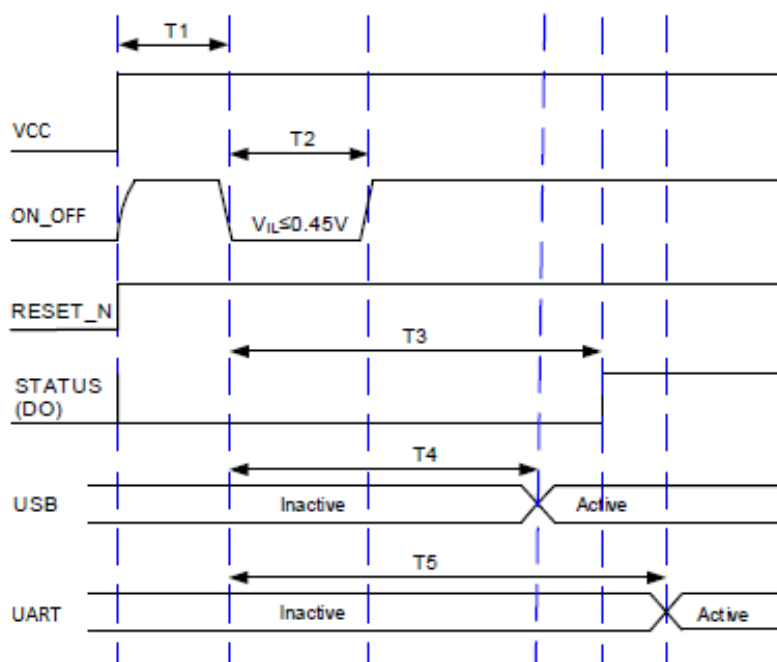 T1
VCC
T2
ON_OFF
VIL≤0.45V
RESET_N
T3
STATUS
(DO)
T4
USB
Inactive
Active
T5
UART
Inactive
Active